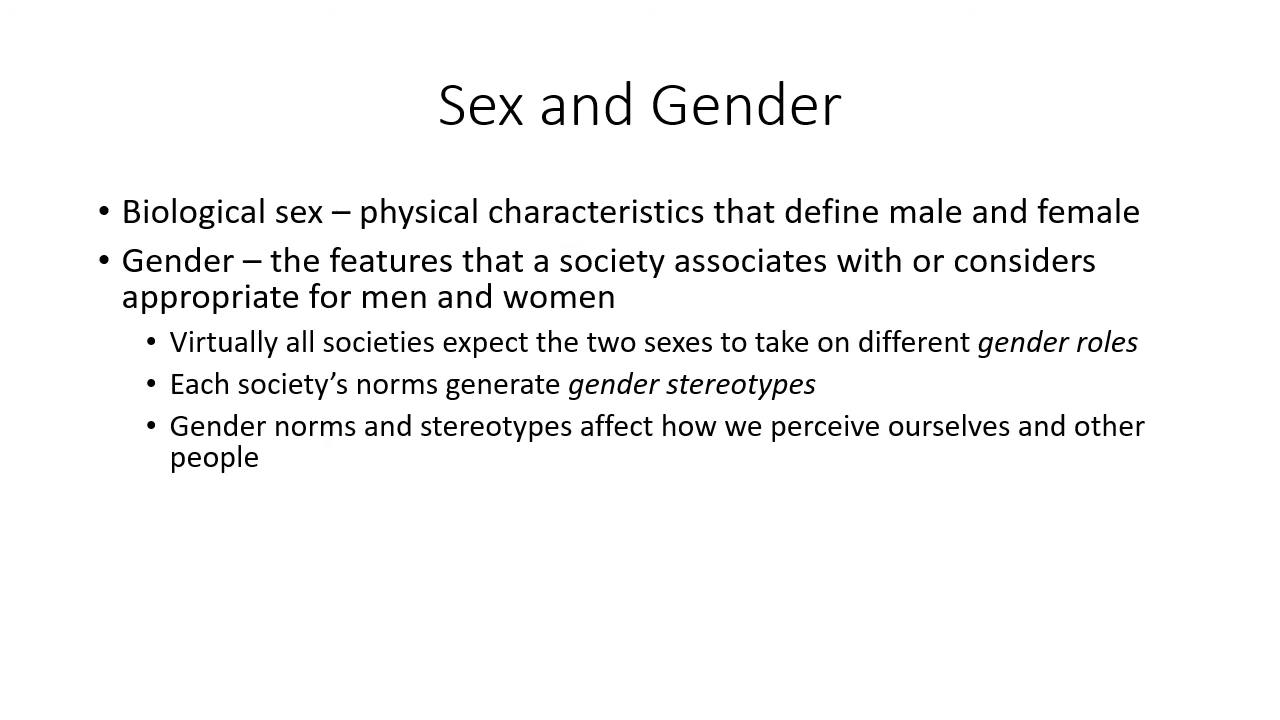 Sex and Gender
• Biological sex – physical characteristics that define male and female
• Gender – the features that a society associates with or considers
appropriate for men and women
• Virtually all societies expect the two sexes to take on different gender roles
• Each society’s norms generate gender stereotypes
• Gender norms and stereotypes affect how we perceive ourselves and other
people